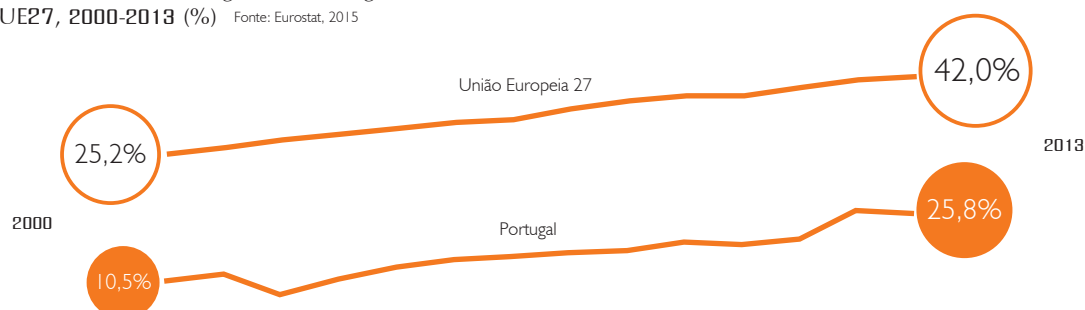 UE27, 2000-2013 (%) Fonte: Eurostat, 2015
União Europeia 27
42,0%
25,2%
2013
2000
Portugal
25,8%
10,5%